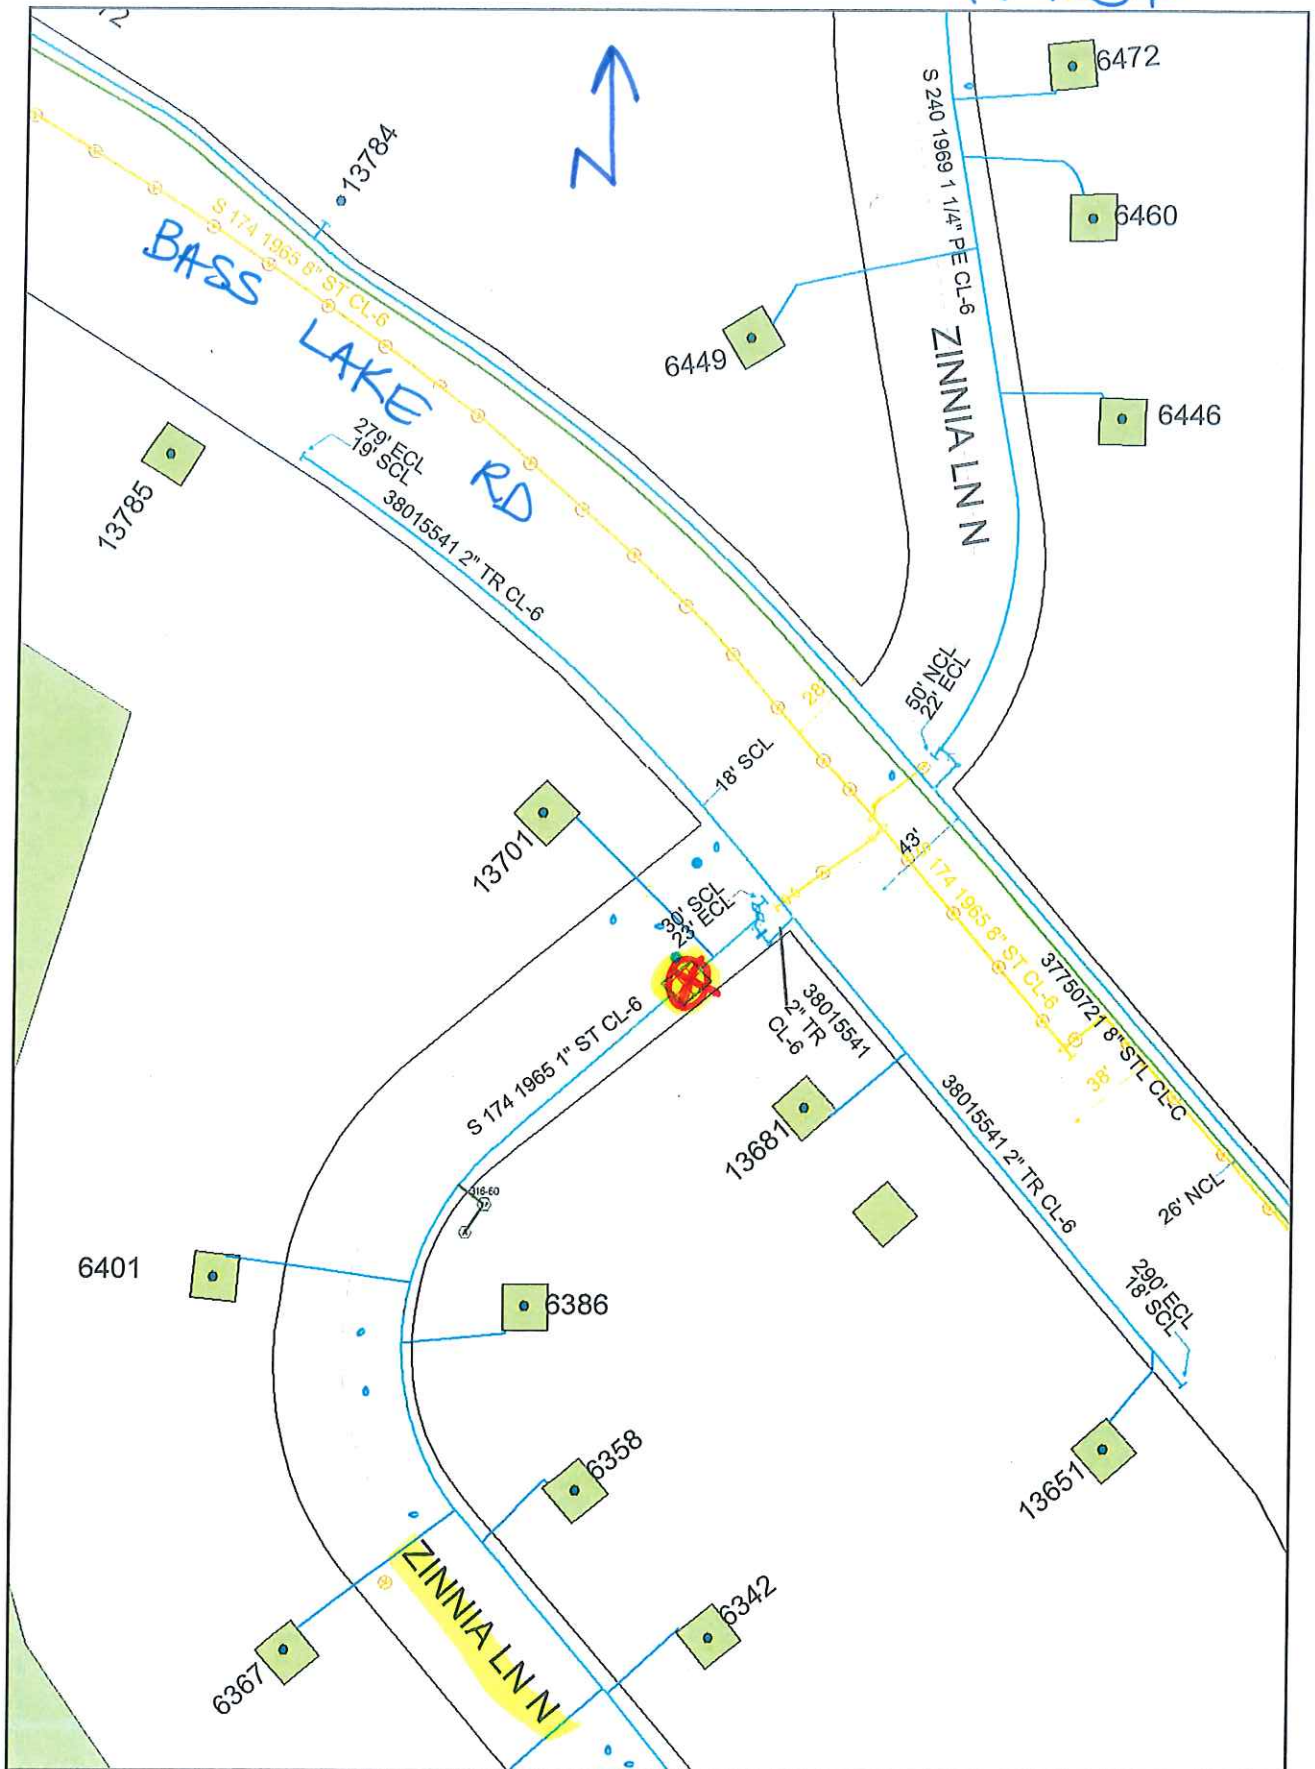 6472
13784
S 240 1969 1 1/4" PE CL-6
N
6460
S 174 1965 8" ST CL-6
BASS LAKE RD
6449
ZINNIA LN N
6446
279' ECL
19' SCL
13785
38015541 2" TR CL-6
50' NCL
22' ECL
28'
18' SCL
13701
43'
S 174 1965 8" ST CL-6
30' SCL
23' ECL
37750721 8" STL CL-C
38015541
2" TR
CL-6
S 174 1965 1" ST CL-6
38'
13681
38015541 2" TR CL-6
26' NCL
316-60
6401
6386
290' ECL
18' SCL
6358
13651
ZINNIA LN N
6342
6367